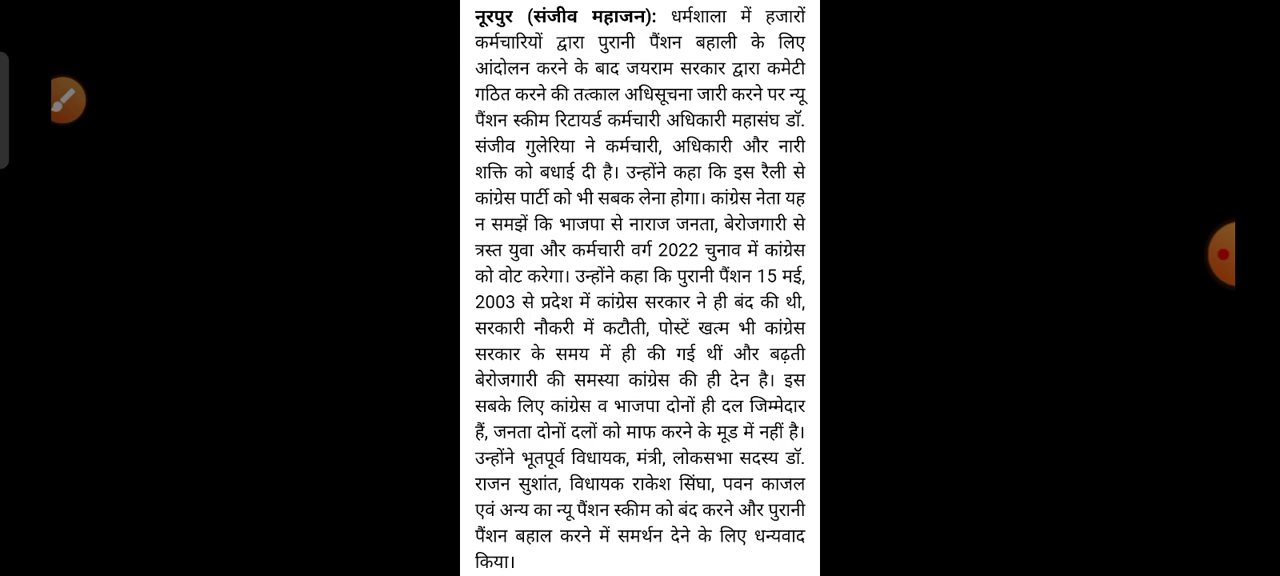 नूरपुर (संजीव महाजन): धर्मशाला में हजारों
कर्मचारियों द्वारा पुरानी पैंशन बहाली के लिए
आंदोलन करने के बाद जयराम सरकार द्वारा कमेटी
गठित करने की तत्काल अधिसूचना जारी करने पर न्यू
पैंशन स्कीम रिटायर्ड कर्मचारी अधिकारी महासंघ डॉ.
संजीव गुलेरिया ने कर्मचारी, अधिकारी और नारी
शक्ति को बधाई दी है। उन्होंने कहा कि इस रैली से
कांग्रेस पार्टी को भी सबक लेना होगा। कांग्रेस नेता यह
न समझें कि भाजपा से नाराज जनता, बेरोजगारी से
त्रस्त युवा और कर्मचारी वर्ग 2022 चुनाव में कांग्रेस
को वोट करेगा। उन्होंने कहा कि पुरानी पैंशन 15 मई,
2003 से प्रदेश में कांग्रेस सरकार ने ही बंद की थी,
सरकारी नौकरी में कटौती, पोस्टें खत्म भी कांग्रेस
सरकार के समय में ही की गई थीं और बढ़ती
बेरोजगारी की समस्या कांग्रेस की ही देन है। इस
सबके लिए कांग्रेस व भाजपा दोनों ही दल जिम्मेदार
हैं, जनता दोनों दलों को माफ करने के मूड में नहीं है।
उन्होंने भूतपूर्व विधायक, मंत्री, लोकसभा सदस्य डॉ.
राजन सुशांत, विधायक राकेश सिंघा, पवन काजल
एवं अन्य का न्यू पैंशन स्कीम को बंद करने और पुरानी
पैंशन बहाल करने में समर्थन देने के लिए धन्यवाद
किया।